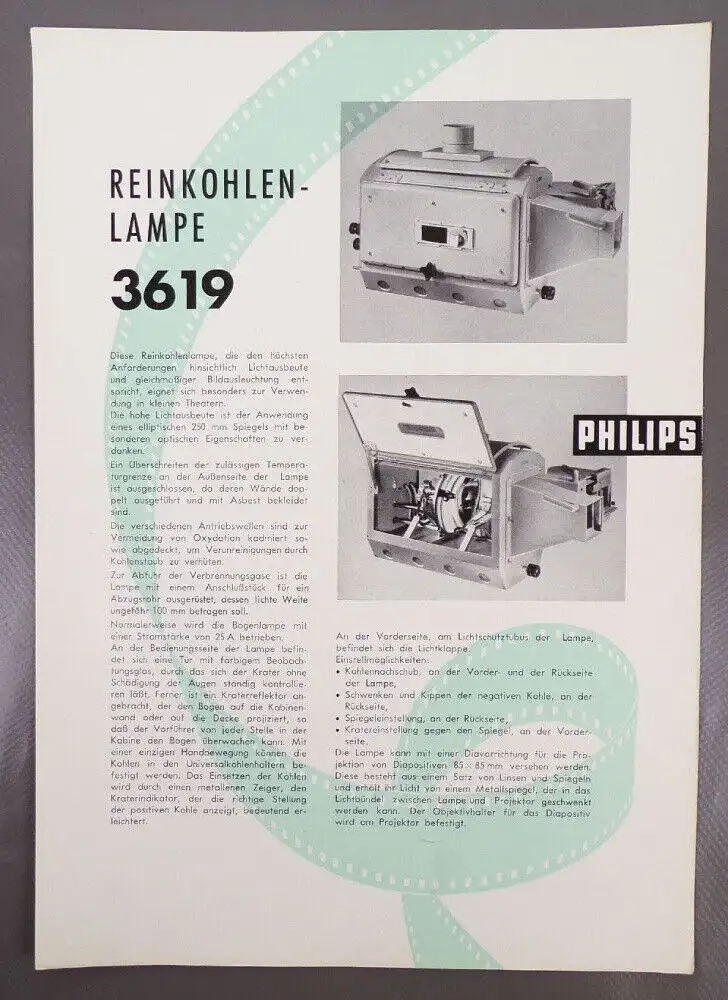 REINKOHLEN-
LAMPE
3619
Diese Reinkohlenlampe, die den höchsten
Anforderungen hinsichtlich Lichtausbeute
und gleichmäßiger Bildausleuchtung ent-
spricht, eignet sich besonders zur Verwen-
dung in kleinen Theatern.
Die hohe Lichtausbeute ist der Anwendung
eines elliptischen 250 mm Spiegels mit be-
sonderen optischen Eigenschaften zu ver-
danken.
Ein Überschreiten der zulässigen Tempera-
turgrenze an der Außenseite der Lampe
ist ausgeschlossen, da deren Wände dop-
pelt ausgeführt und mit Asbest bekleidet
sind.
Die verschiedenen Antriebswellen sind zur
Vermeidung von Oxydation kadmiert so-
wie abgedeckt, um Verunreinigungen durch
Kohlenstaub zu verhüten.
Zur Abfuhr der Verbrennungsgase ist die
Lampe mit einem Anschlußstück für ein
Abzugsrohr ausgerüstet, dessen lichte Weite
ungefähr 100 mm betragen soll.
Normalerweise wird die Bogenlampe mit
einer Stromstärke von 25 A betrieben.
An der Bedienungsseite der Lampe befin-
det sich eine Tür mit farbigem Beobach-
tungsglas, durch das sich der Krater ohne
Schädigung der Augen ständig kontrollie-
ren läßt. Ferner ist ein Kraterreflektor an-
gebracht, der den Bogen auf die Kabinen-
wand oder auf die Decke projiziert, so
daß der Vorführer von jeder Stelle in der
Kabine den Bogen überwachen kann. Mit
einer einzigen Handbewegung können die
Kohlen in den Universalkohlenhaltern be-
festigt werden. Das Einsetzen der Kohlen
wird durch einen metallenen Zeiger, den
Kraterindikator, der die richtige Stellung
der positiven Kohle anzeigt, bedeutend er-
leichtert.
PHILIPS
An der Vorderseite, am Lichtschutztubus der Lampe,
befindet sich die Lichtklappe.
Einstellmöglichkeiten:
• Kohlennachschub, an der Vorder- und der Rückseite
der Lampe,
• Schwenken und Kippen der negativen Kohle, an der
Rückseite,
• Spiegeleinstellung, an der Rückseite,
• Kratereinstellung gegen den Spiegel, an der Vorder-
seite.
Die Lampe kann mit einer Diavorrichtung für die Pro-
jektion von Diapositiven 85 × 85 mm versehen werden.
Diese besteht aus einem Satz von Linsen und Spiegeln
und erhält ihr Licht von einem Metallspiegel, der in das
Lichtbündel zwischen Lampe und Projektor geschwenkt
werden kann. Der Objektivhalter für das Diapositiv
wird am Projektor befestigt.